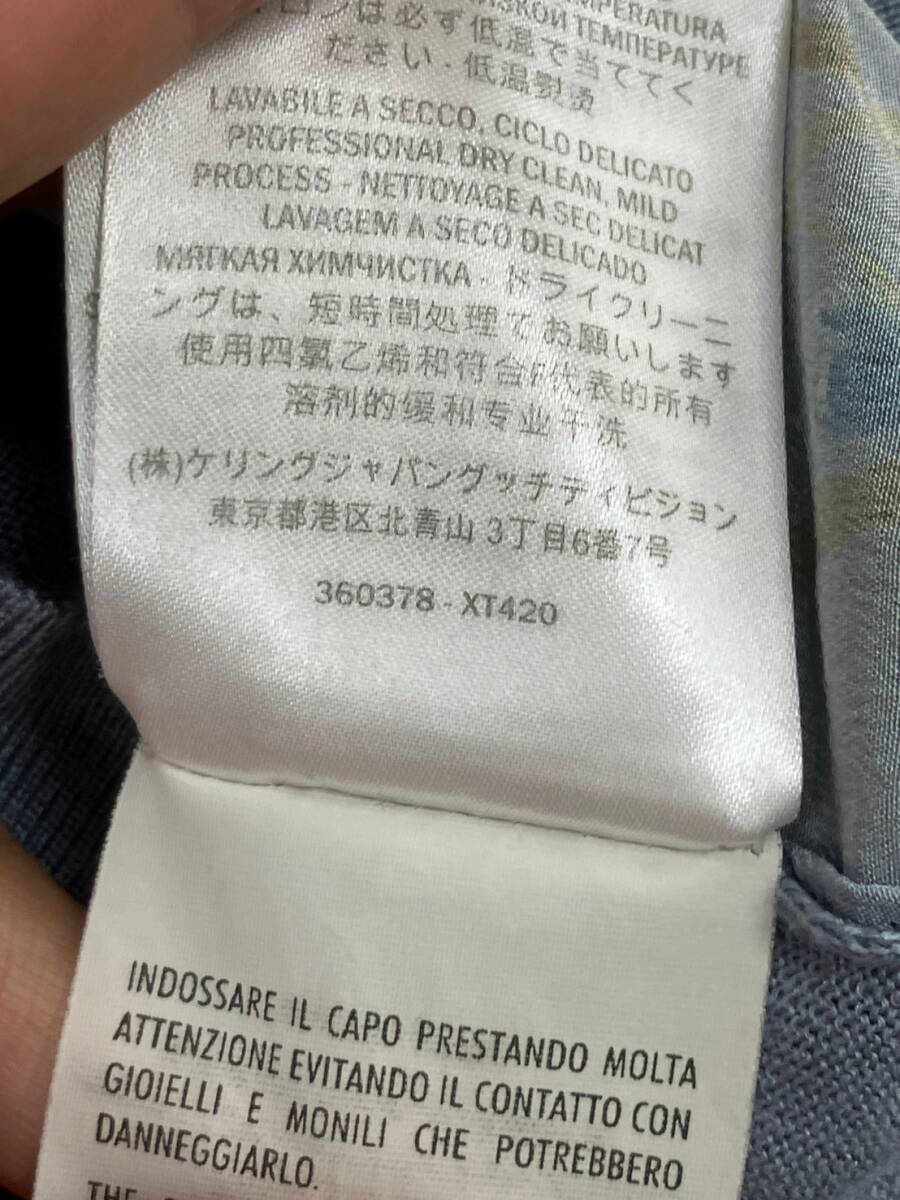 は必ず低温で当ててく
ださい - 低温熨烫
LAVABILE A SECCO, CICLO DELICATO
PROFESSIONAL DRY CLEAN, MILD
PROCESS - NETTOYAGE A SEC DELICAT
LAVAGEM A SECO DELICADO
МЯГКАЯ ХИМЧИСТКА - ドライクリーニ
ングは、短時間処理でお願いします
使用四氯乙烯和符合F代表的所有
溶剂的缓和专业干洗
(株)ケリングジャパングッチディビジョン
東京都港区北青山 3丁目6番7号
360378 - XT420
INDOSSARE IL CAPO PRESTANDO MOLTA
ATTENZIONE EVITANDO IL CONTATTO CON
GIOIELLI E MONILI CHE POTREBBERO
DANNEGGIARLO.
THE